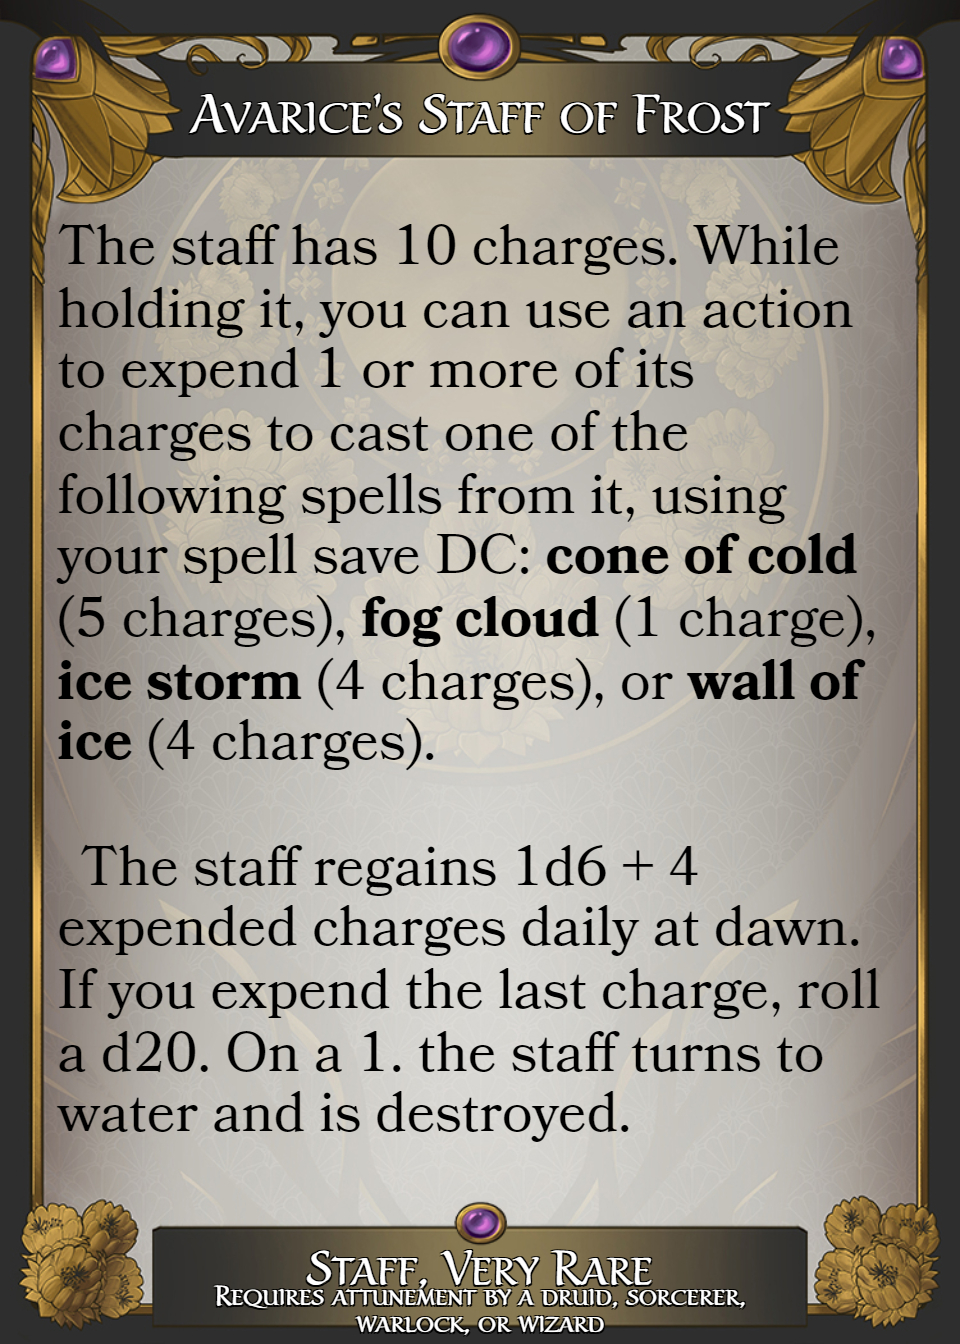 Avarice's Staff of Frost
The staff has 10 charges. While
holding it, you can use an action
to expend 1 or more of its
charges to cast one of the
following spells from it, using
your spell save DC: cone of cold
(5 charges), fog cloud (1 charge),
ice storm (4 charges), or wall of
ice (4 charges).
The staff regains 1d6 + 4
expended charges daily at dawn.
If you expend the last charge, roll
a d20. On a 1. the staff turns to
water and is destroyed.
Staff, Very Rare
Requires attunement by a druid, sorcerer,
warlock, or wizard